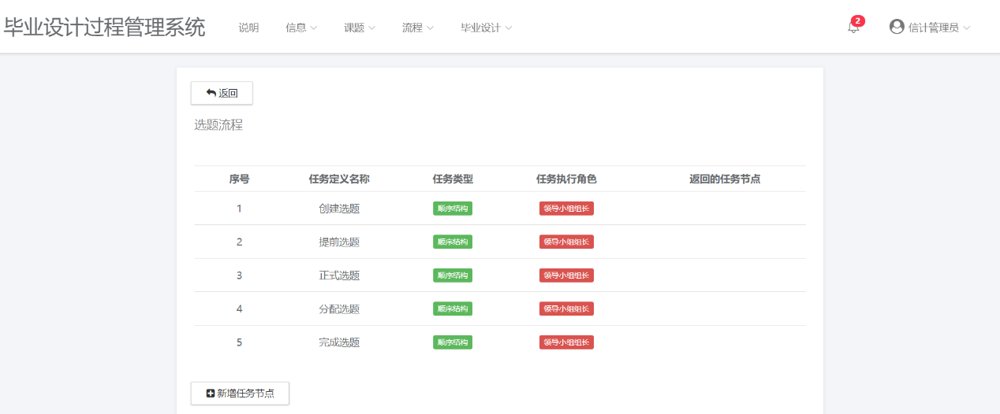 毕业设计过程管理系统 说明 信息 课题 流程 毕业设计 2 信计管理员
返回
选题流程
序号 任务定义名称 任务类型 任务执行角色 返回的任务节点
1 创建选题 顺序结构 领导小组组长
2 提前选题 顺序结构 领导小组组长
3 正式选题 顺序结构 领导小组组长
4 分配选题 顺序结构 领导小组组长
5 完成选题 顺序结构 领导小组组长
新增任务节点